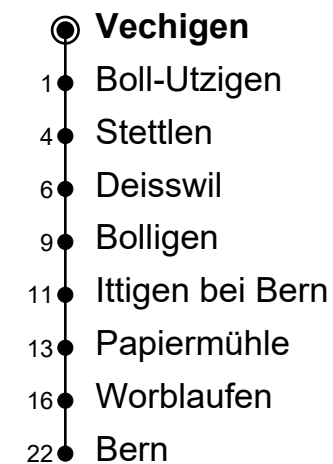 Vechigen
1 Boll-Utzigen
4 Stettlen
6 Deisswil
9 Bolligen
11 Ittigen bei Bern
13 Papiermühle
16 Worblaufen
22 Bern